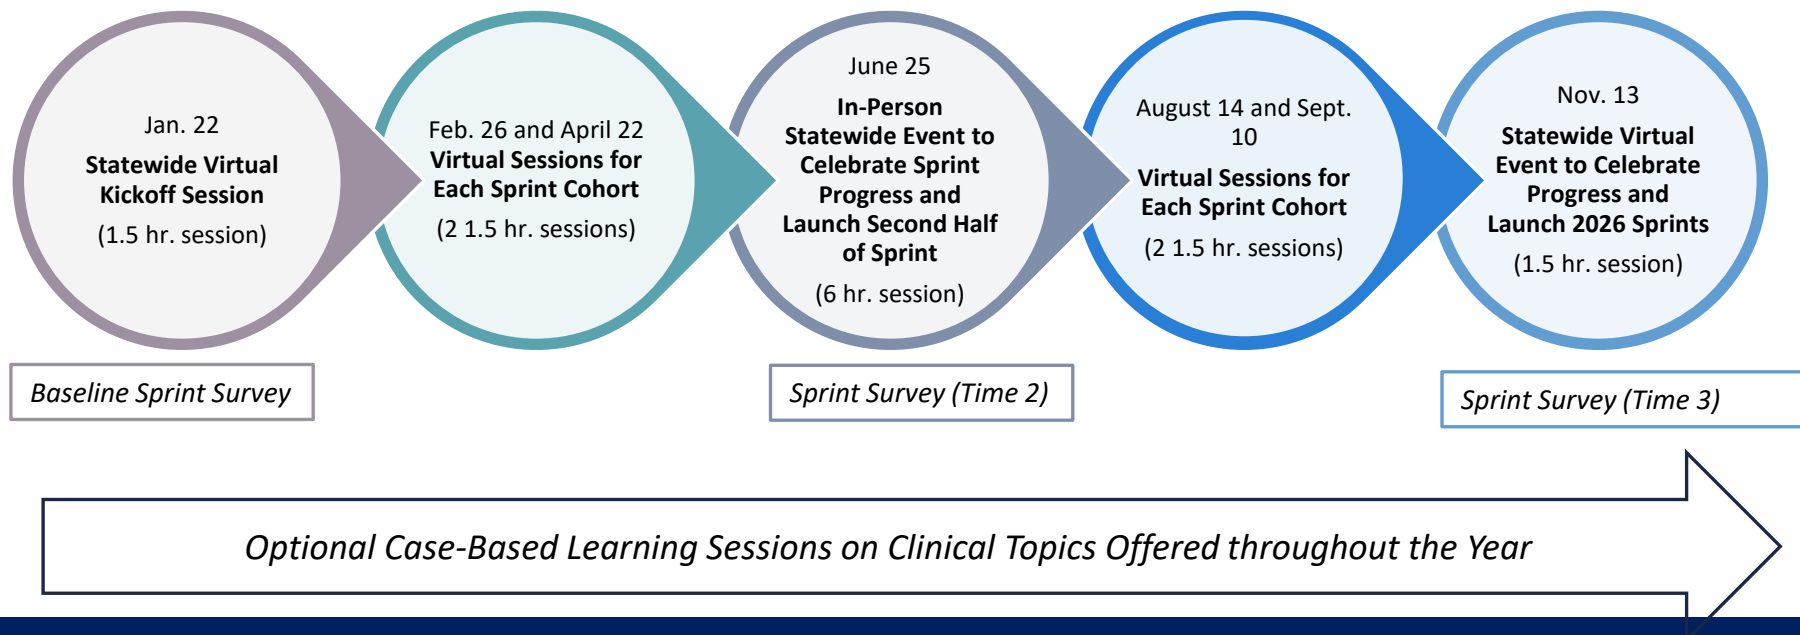 Jan. 22
Statewide Virtual
Kickoff Session
(1.5 hr. session)
Feb. 26 and April 22
Virtual Sessions for
Each Sprint Cohort
(2 1.5 hr. sessions)
June 25
In-Person
Statewide Event to
Celebrate Sprint
Progress and
Launch Second Half
of Sprint
(6 hr. session)
August 14 and Sept.
10
Virtual Sessions for
Each Sprint Cohort
(2 1.5 hr. sessions)
Nov. 13
Statewide Virtual
Event to Celebrate
Progress and
Launch 2026 Sprints
(1.5 hr. session)
Baseline Sprint Survey
Sprint Survey (Time 2)
Sprint Survey (Time 3)
Optional Case-Based Learning Sessions on Clinical Topics Offered throughout the Year